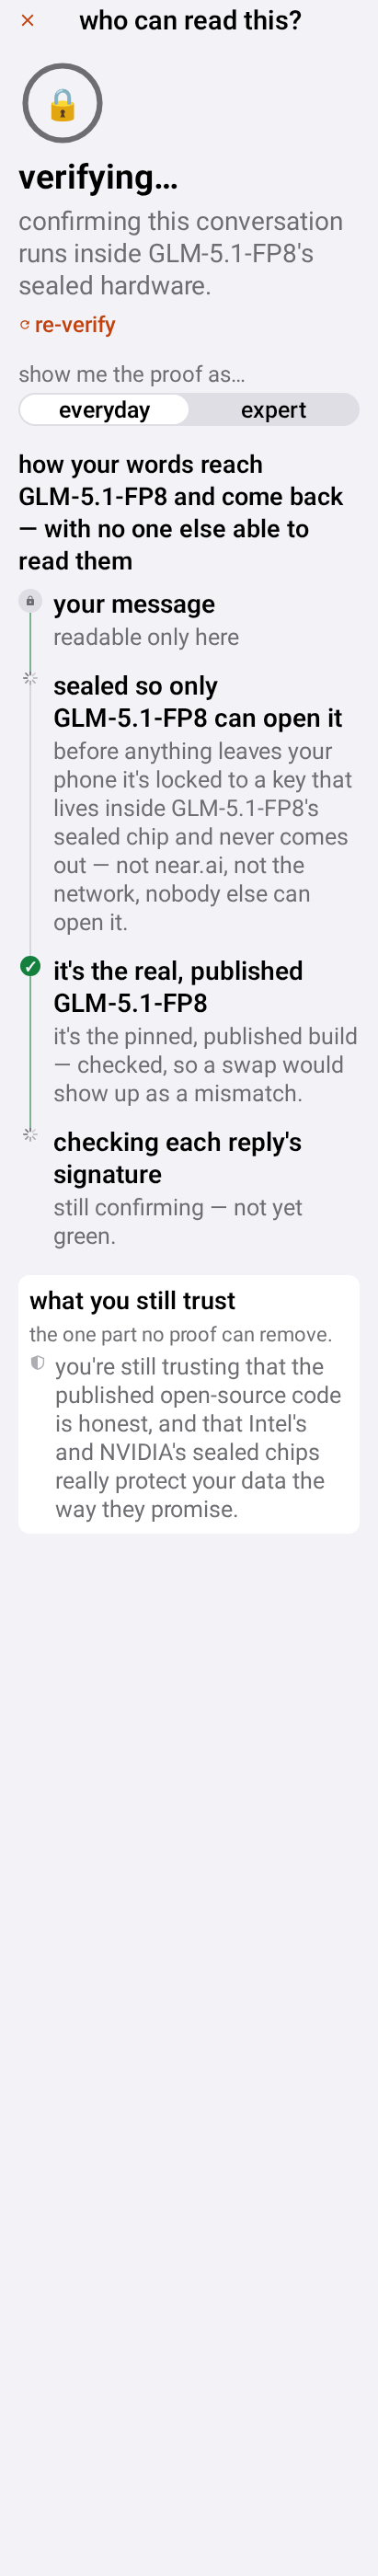 who can read this?
verifying…
confirming this conversation
runs inside GLM-5.1-FP8's
sealed hardware.
re-verify
show me the proof as…
everyday
expert
how your words reach
GLM-5.1-FP8 and come back
— with no one else able to
read them
your message
readable only here
sealed so only
GLM-5.1-FP8 can open it
before anything leaves your
phone it's locked to a key that
lives inside GLM-5.1-FP8's
sealed chip and never comes
out — not near.ai, not the
network, nobody else can
open it.
it's the real, published
GLM-5.1-FP8
it's the pinned, published build
— checked, so a swap would
show up as a mismatch.
checking each reply's
signature
still confirming — not yet
green.
what you still trust
the one part no proof can remove.
you're still trusting that the
published open-source code
is honest, and that Intel's
and NVIDIA's sealed chips
really protect your data the
way they promise.